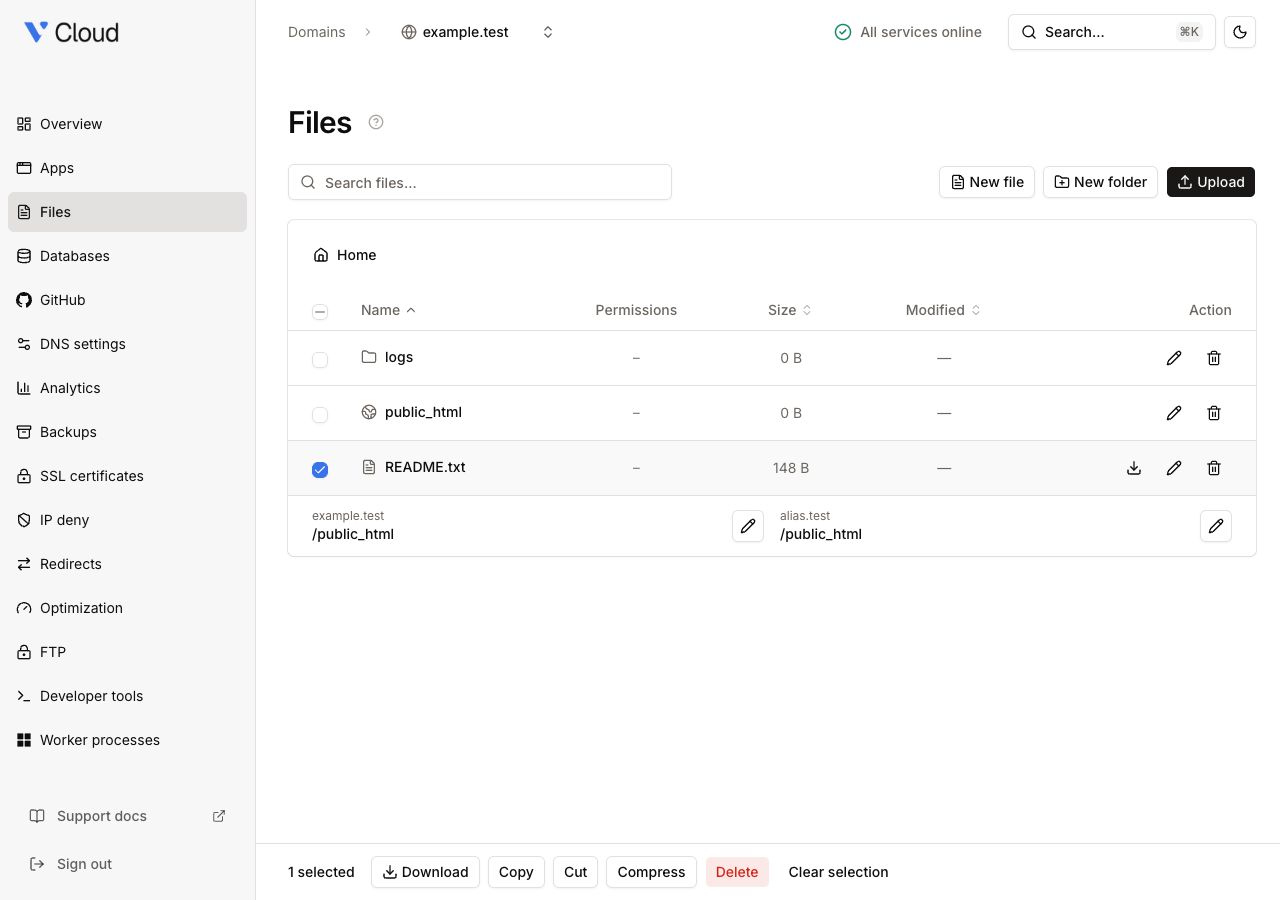 Cloud
Domains
example.test
All services online
Search...
⌘K
Overview
Apps
Files
Databases
GitHub
DNS settings
Analytics
Backups
SSL certificates
IP deny
Redirects
Optimization
FTP
Developer tools
Worker processes
Support docs
Sign out
Files
Search files...
New file
New folder
Upload
Home
Name Permissions Size Modified Action
logs – 0 B —
public_html – 0 B —
README.txt – 148 B —
example.test
/public_html
alias.test
/public_html
1 selected Download Copy Cut Compress Delete Clear selection